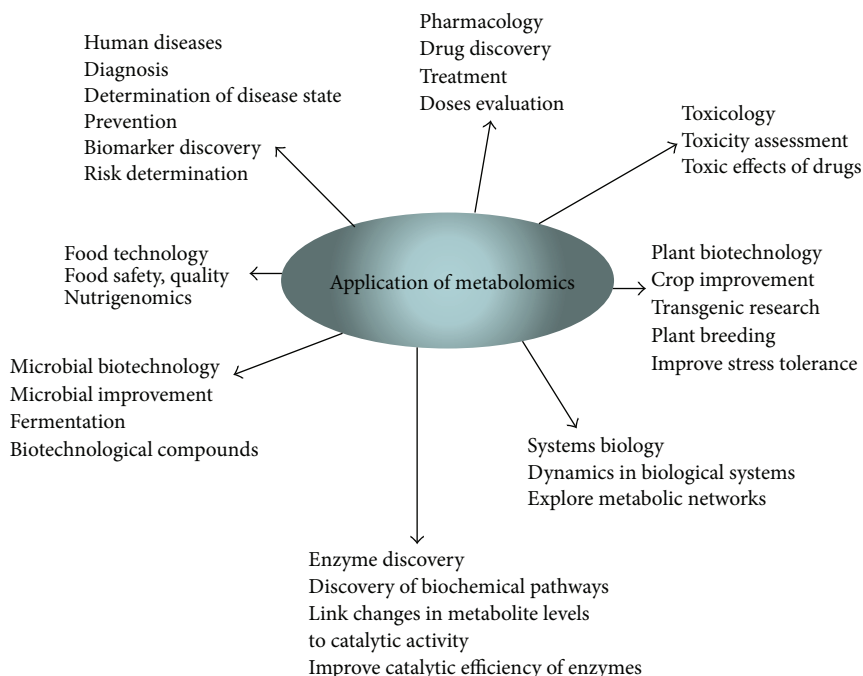 Human diseases
Diagnosis
Determination of disease state
Prevention
Biomarker discovery
Risk determination
Pharmacology
Drug discovery
Treatment
Doses evaluation
Toxicology
Toxicity assessment
Toxic effects of drugs
Food technology
Food safety, quality
Nutrigenomics
Application of metabolomics
Plant biotechnology
Crop improvement
Transgenic research
Plant breeding
Improve stress tolerance
Microbial biotechnology
Microbial improvement
Fermentation
Biotechnological compounds
Systems biology
Dynamics in biological systems
Explore metabolic networks
Enzyme discovery
Discovery of biochemical pathways
Link changes in metabolite levels
to catalytic activity
Improve catalytic efficiency of enzymes